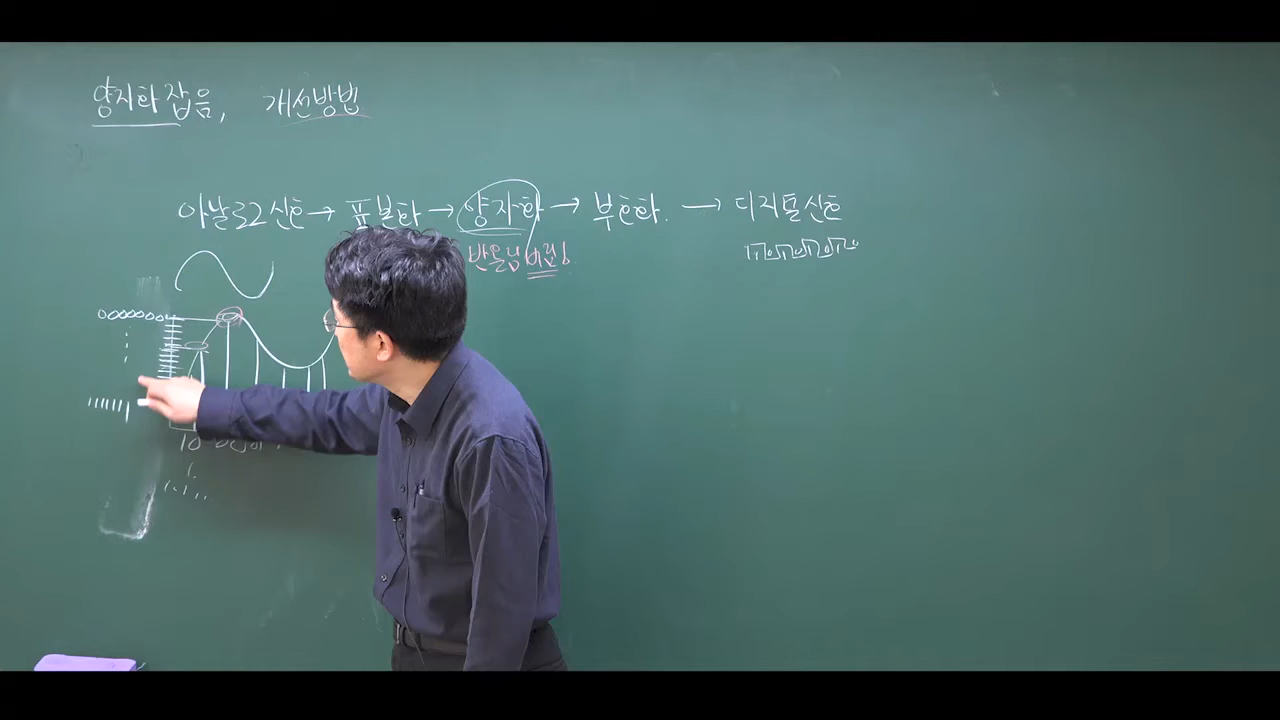 양자화잡음, 개선방법
아날로그신호 → 표본화 → 양자화 → 부호화. → 디지털신호
반올림 버림
00000000